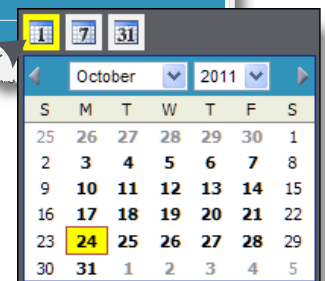 1 7 31
October 2011
S M T W T F S
25 26 27 28 29 30 1
2 3 4 5 6 7 8
9 10 11 12 13 14 15
16 17 18 19 20 21 22
23 24 25 26 27 28 29
30 31 1 2 3 4 5